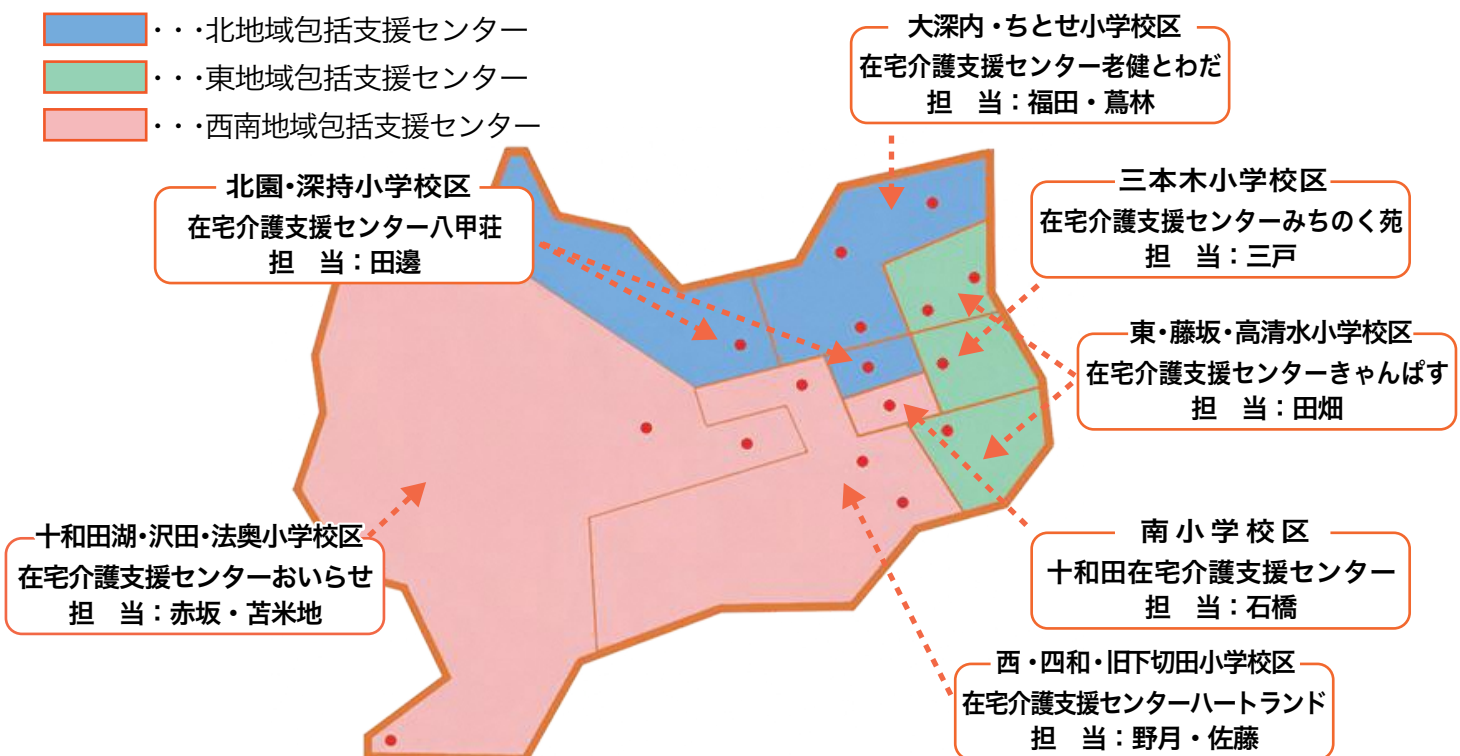 ・・・北地域包括支援センター
・・・東地域包括支援センター
・・・西南地域包括支援センター
大深内・ちとせ小学校区
在宅介護支援センター老健とわだ
担　当：福田・蔦林
北園・深持小学校区
在宅介護支援センター八甲荘
担　当：田邊
三本木小学校区
在宅介護支援センターみちのく苑
担　当：三戸
東・藤坂・高清水小学校区
在宅介護支援センターきゃんぱす
担　当：田畑
十和田湖・沢田・法奥小学校区
在宅介護支援センターおいらせ
担　当：赤坂・苫米地
南小学校区
十和田在宅介護支援センター
担　当：石橋
西・四和・旧下切田小学校区
在宅介護支援センターハートランド
担　当：野月・佐藤